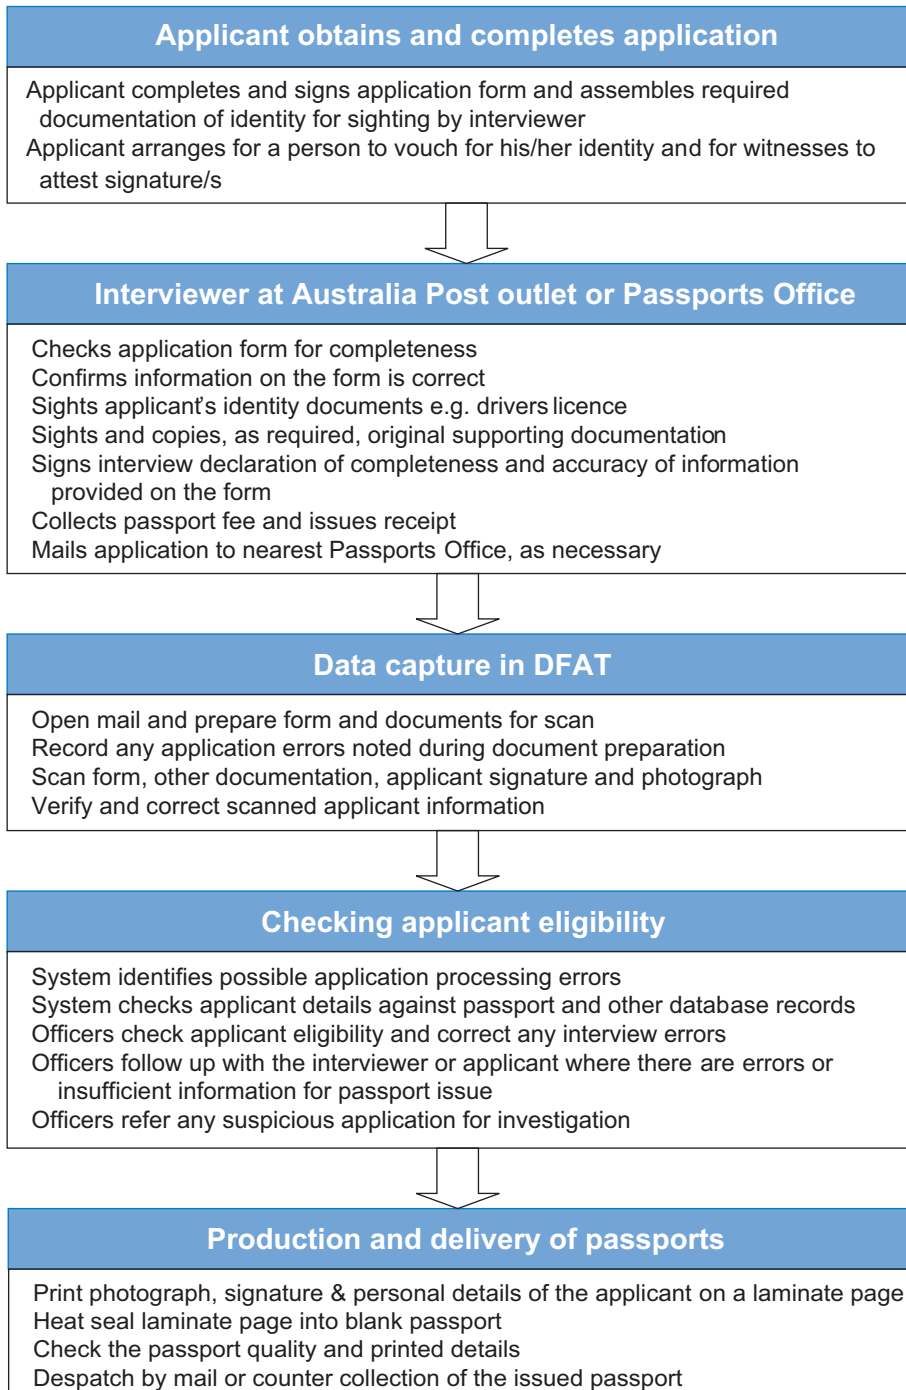 Applicant obtains and completes application
Applicant completes and signs application form and assembles required
documentation of identity for sighting by interviewer
Applicant arranges for a person to vouch for his/her identity and for witnesses to
attest signature/s
Interviewer at Australia Post outlet or Passports Office
Checks application form for completeness
Confirms information on the form is correct
Sights applicant's identity documents e.g. drivers licence
Sights and copies, as required, original supporting documentation
Signs interview declaration of completeness and accuracy of information
provided on the form
Collects passport fee and issues receipt
Mails application to nearest Passports Office, as necessary
Data capture in DFAT
Open mail and prepare form and documents for scan
Record any application errors noted during document preparation
Scan form, other documentation, applicant signature and photograph
Verify and correct scanned applicant information
Checking applicant eligibility
System identifies possible application processing errors
System checks applicant details against passport and other database records
Officers check applicant eligibility and correct any interview errors
Officers follow up with the interviewer or applicant where there are errors or
insufficient information for passport issue
Officers refer any suspicious application for investigation
Production and delivery of passports
Print photograph, signature & personal details of the applicant on a laminate page
Heat seal laminate page into blank passport
Check the passport quality and printed details
Despatch by mail or counter collection of the issued passport